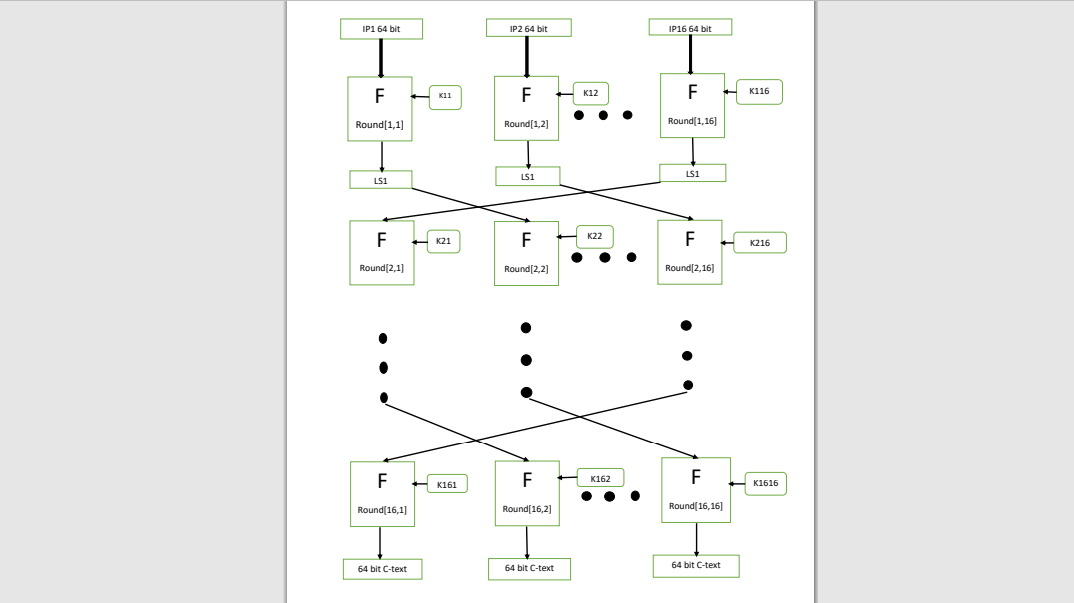 IP1 64 bit
IP2 64 bit
IP16 64 bit
F
Round[1,1]
K11
F
Round[1,2]
K12
F
Round[1,16]
K116
LS1
LS1
LS1
F
Round[2,1]
K21
F
Round[2,2]
K22
F
Round[2,16]
K216
F
Round[16,1]
K161
F
Round[16,2]
K162
F
Round[16,16]
K1616
64 bit C-text
64 bit C-text
64 bit C-text